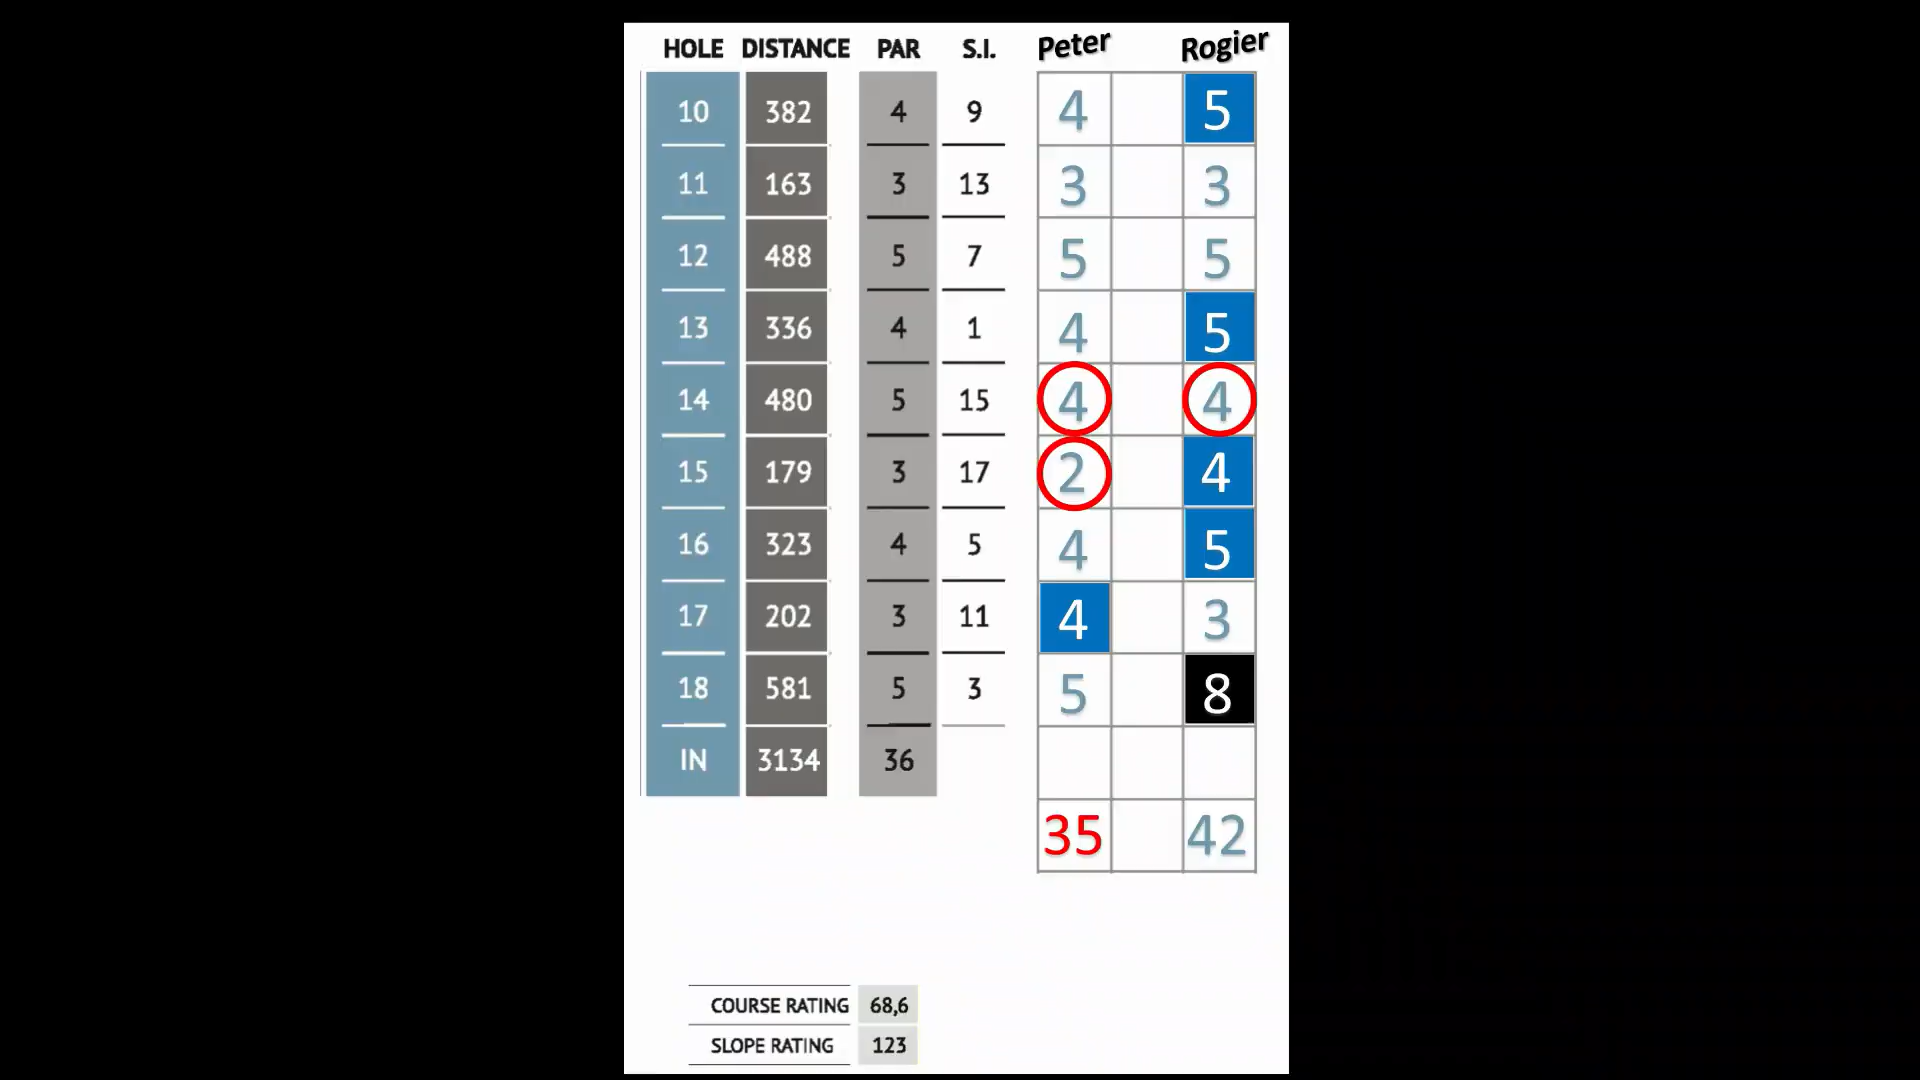 HOLE DISTANCE PAR S.I. Peter Rogier
10 382 4 9 4 5
11 163 3 13 3 3
12 488 5 7 5 5
13 336 4 1 4 5
14 480 5 15 4 4
15 179 3 17 2 4
16 323 4 5 4 5
17 202 3 11 4 3
18 581 5 3 5 8
IN 3134 36
35 42
COURSE RATING 68,6
SLOPE RATING 123